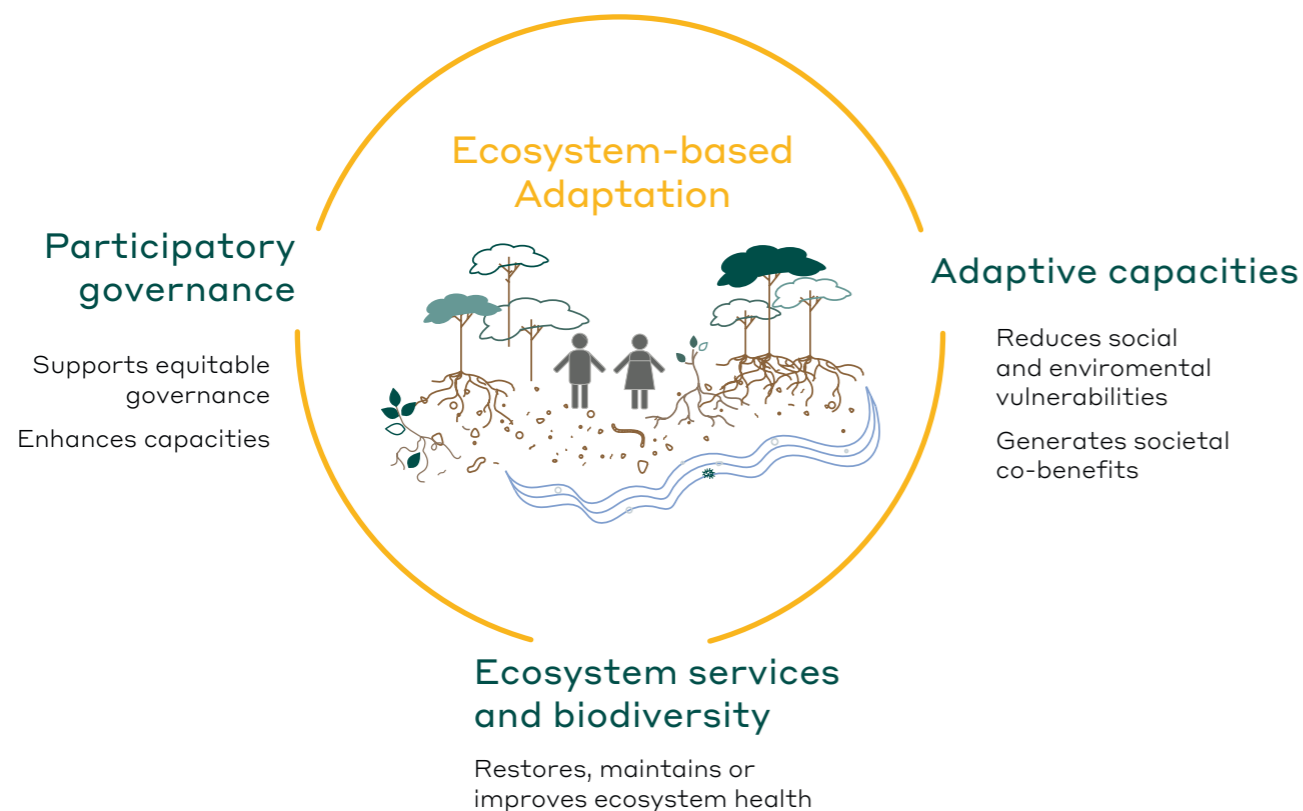 Ecosystem-based
Adaptation
Participatory
governance
Supports equitable
governance
Enhances capacities
Adaptive capacities
Reduces social
and enviromental
vulnerabilities
Generates societal
co-benefits
Ecosystem services
and biodiversity
Restores, maintains or
improves ecosystem health